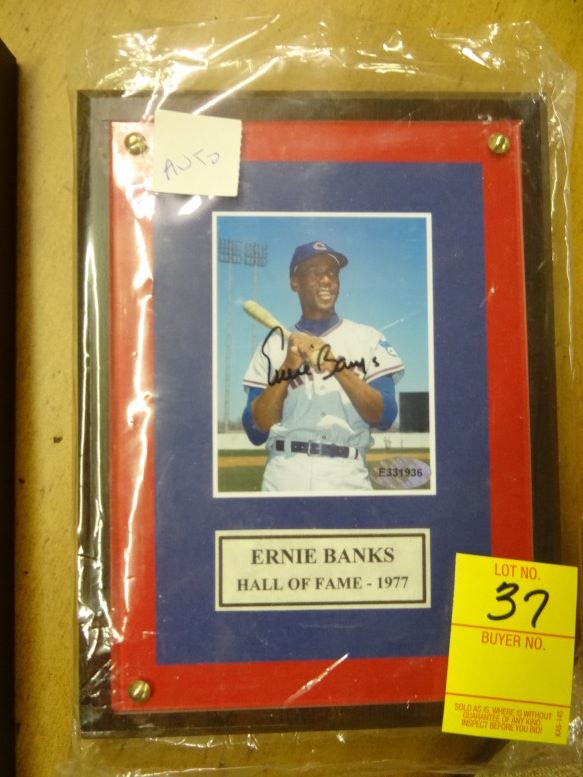 AUTO
Ernie Banks
E331936
ERNIE BANKS
HALL OF FAME - 1977
LOT NO.
37
BUYER NO.
SOLD AS IS, WHERE IS WITHOUT
GUARANTEE OF ANY KIND.
INSPECT BEFORE YOU BID!